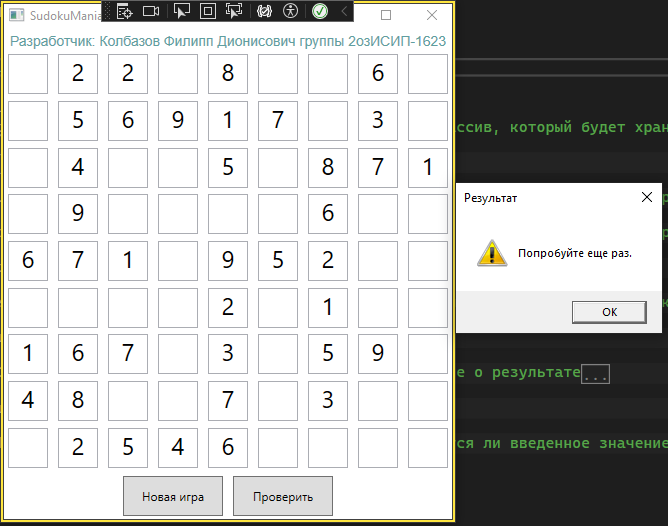 SudokuMania
Разработчик: Колбазов Филипп Дионисович группы 2озИСИП-1623
2 2 8 6
5 6 9 1 7 3
4 5 8 7 1
9 6
6 7 1 9 5 2
2 1
1 6 7 3 5 9
4 8 7 3
2 5 4 6
Новая игра Проверить
ссив, который будет хран
Результат
Попробуйте еще раз.
OK
е о результате...
ся ли введенное значение